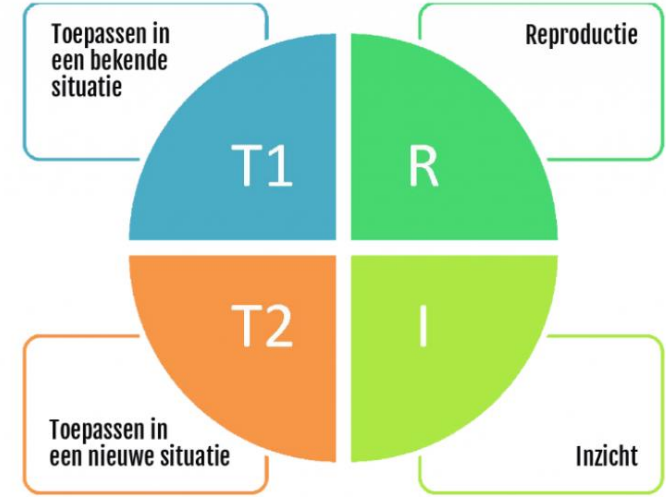 Toepassen in
een bekende
situatie
Reproductie
T1
R
T2
I
Toepassen in
een nieuwe situatie
Inzicht